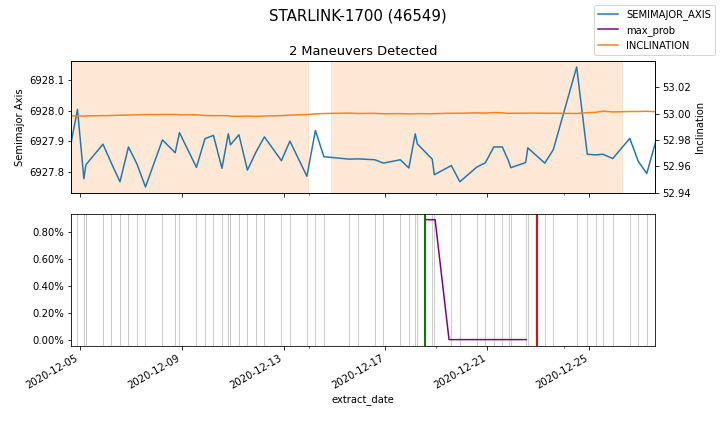 STARLINK-1700 (46549)
SEMIMAJOR_AXIS
max_prob
INCLINATION
2 Maneuvers Detected
Semimajor Axis
6928.1
6928.0
6927.9
6927.8
53.02
53.00
52.98
52.96
52.94
Inclination
0.80%
0.60%
0.40%
0.20%
0.00%
2020-12-05
2020-12-09
2020-12-13
2020-12-17
2020-12-21
2020-12-25
extract_date